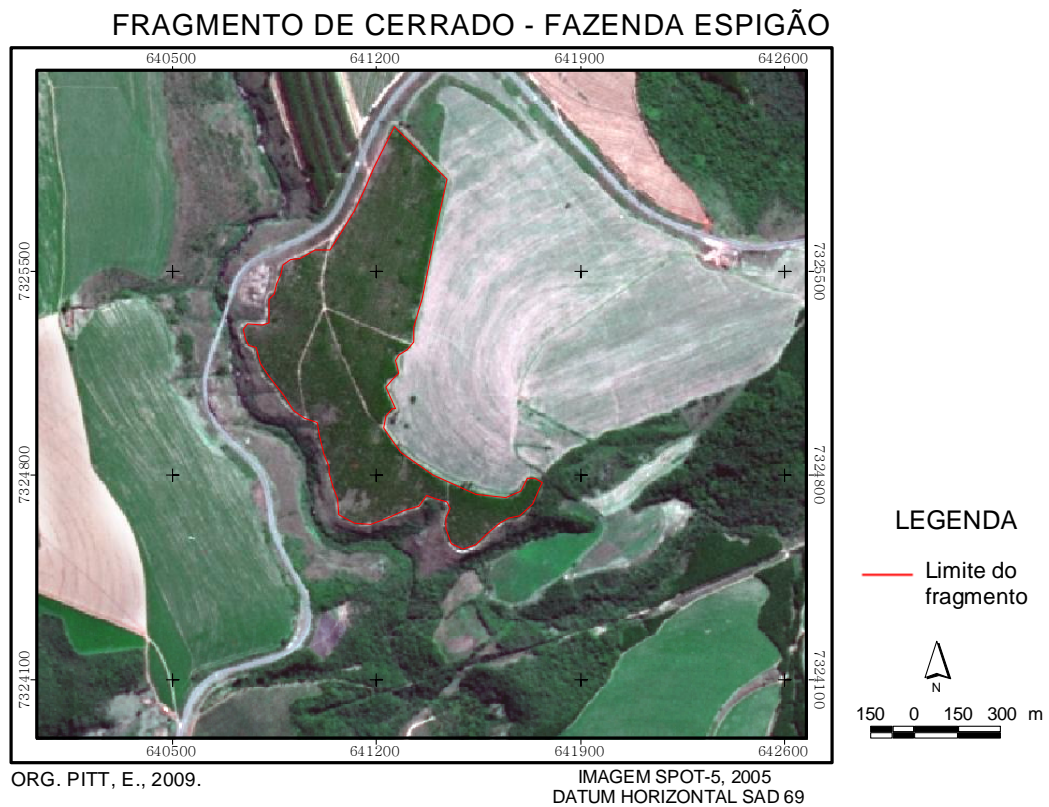 FRAGMENTO DE CERRADO - FAZENDA ESPIGÃO
640500 641200 641900 642600
7325500 7325500
7324800 7324800
7324100 7324100
640500 641200 641900 642600
LEGENDA
Limite do
fragmento
N
150 0 150 300 m
ORG. PITT, E., 2009.
IMAGEM SPOT-5, 2005
DATUM HORIZONTAL SAD 69